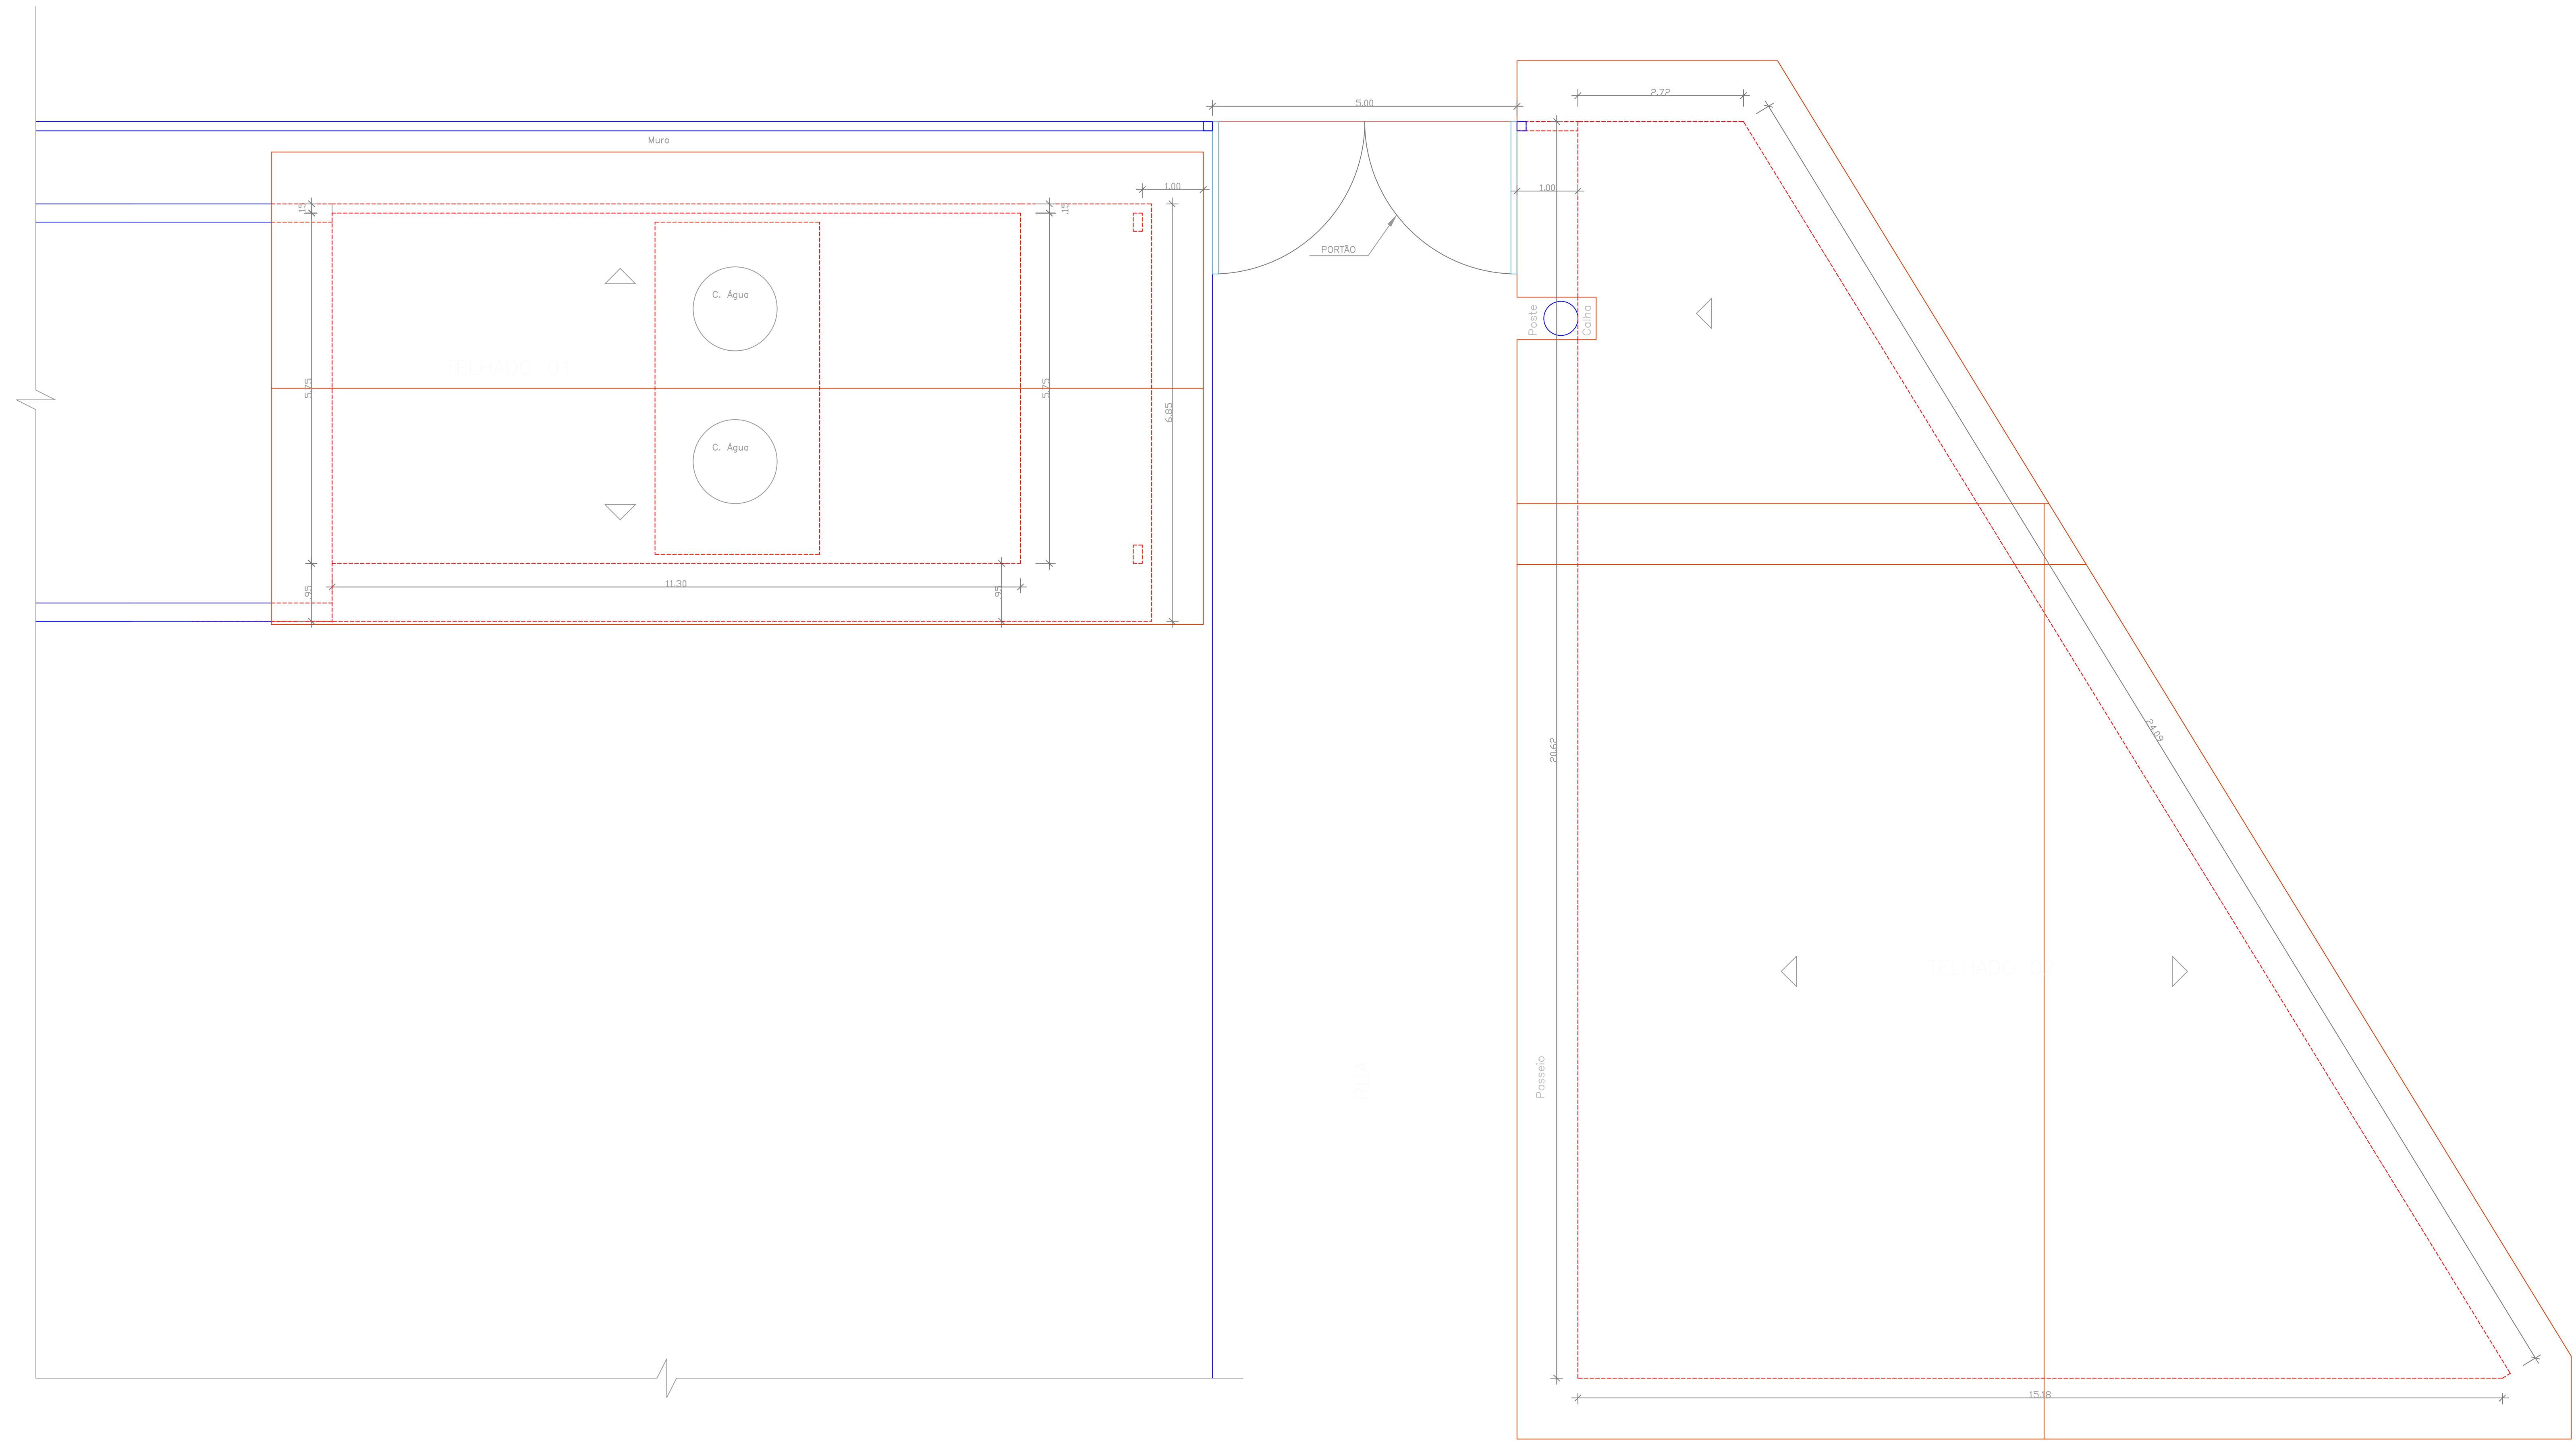 5.00
2.72
Muro
1.00
1.00
.15
.15
PORTÃO
C. Água
Poste
Calha
5.75
5.75
6.85
C. Água
11.30
.95
.95
24.09
20.62
Passeio
15.18